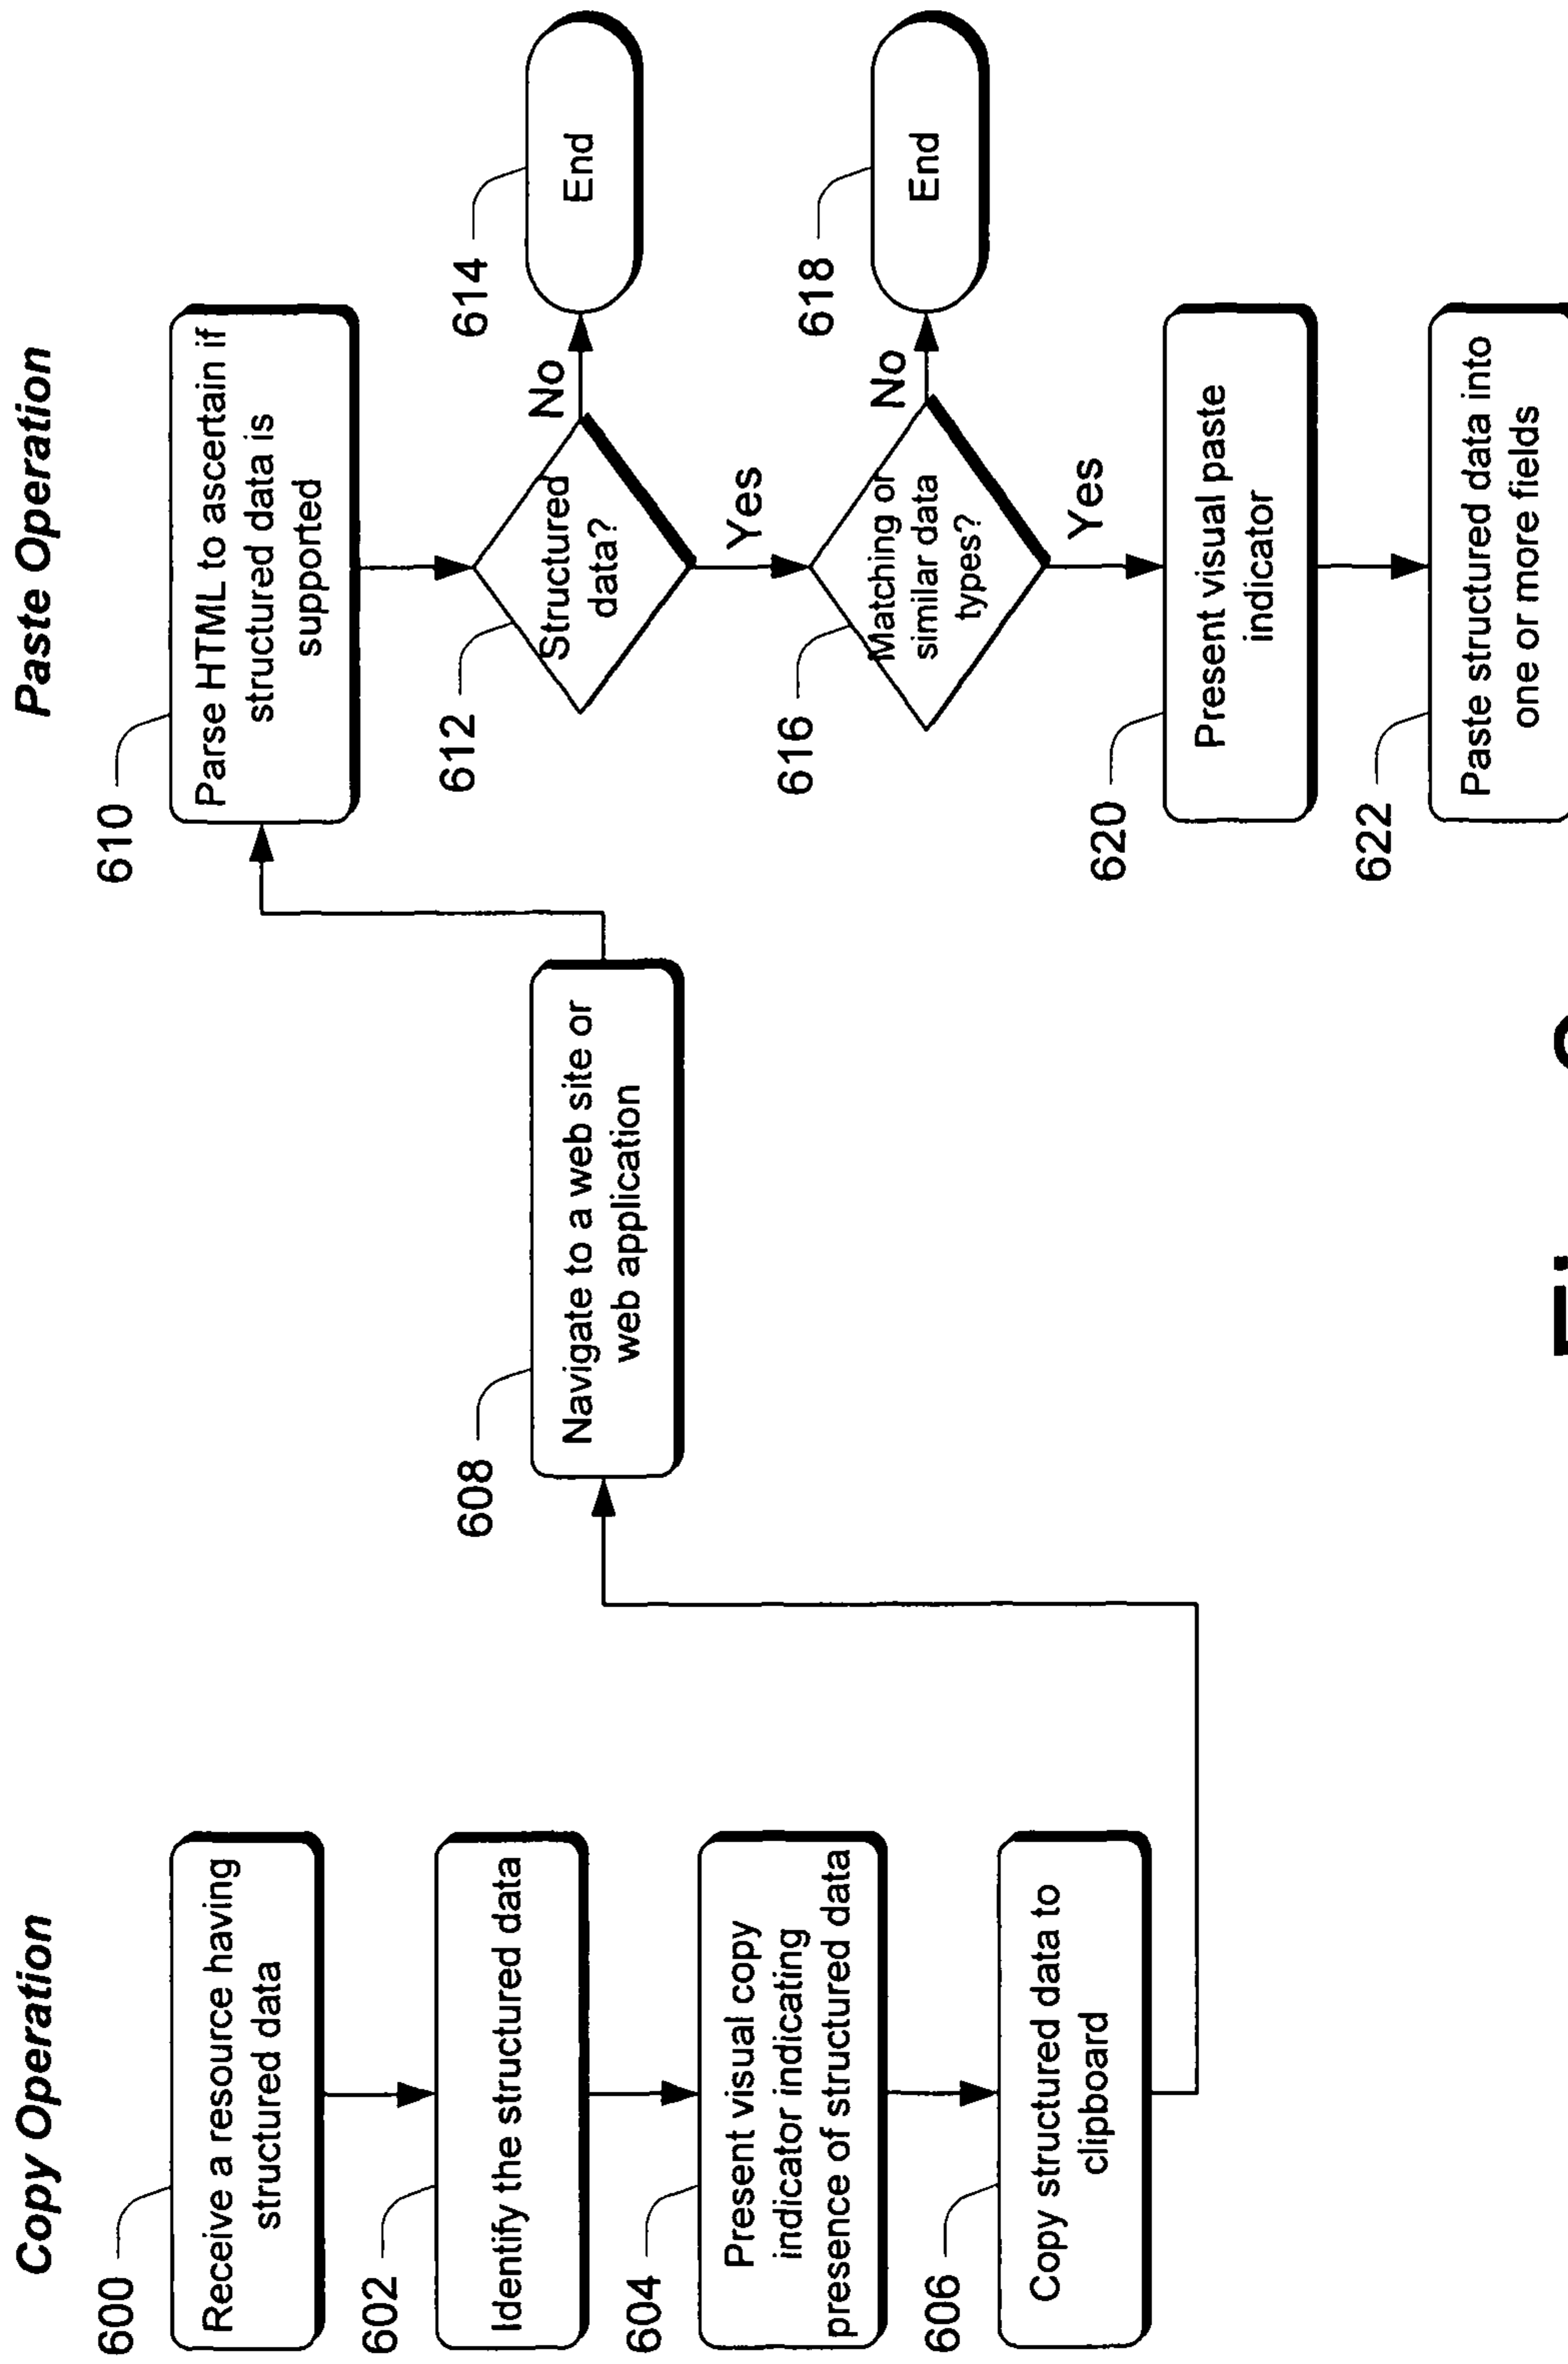 Copy Operation
600
Receive a resource having
structured data
602
Identify the structured data
604
Present visual copy
indicator indicating
presence of structured data
606
Copy structured data to
clipboard
608
Navigate to a web site or
web application
Paste Operation
610
Parse HTML to ascertain if
structured data is
supported
612
Structured
data?
No
614
End
Yes
616
Matching or
similar data
types?
No
618
End
Yes
620
Present visual paste
indicator
622
Paste structured data into
one or more fields